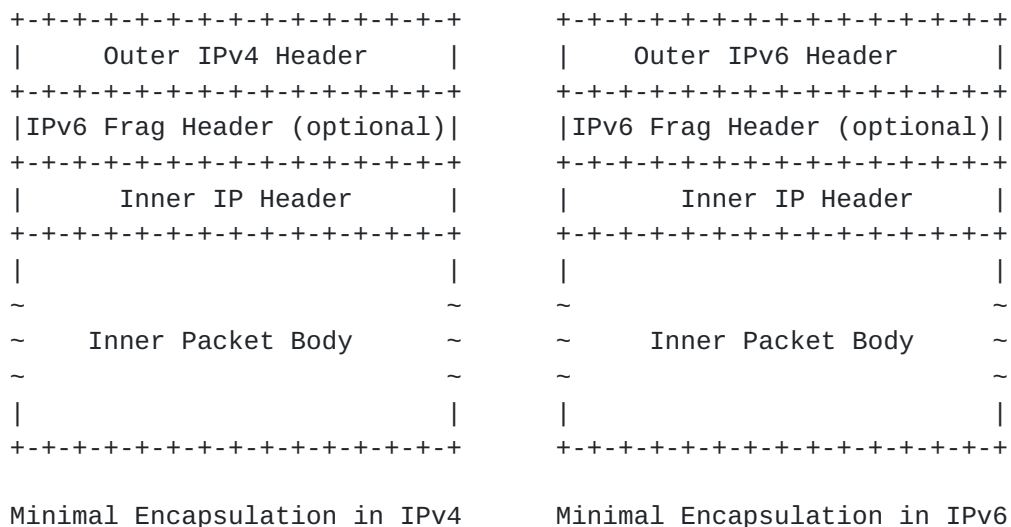 +-+-+-+-+-+-+-+-+-+-+-+-+-+-+      +-+-+-+-+-+-+-+-+-+-+-+-+-+-+
|     Outer IPv4 Header     |      |    Outer IPv6 Header      |
+-+-+-+-+-+-+-+-+-+-+-+-+-+-+      +-+-+-+-+-+-+-+-+-+-+-+-+-+-+
|IPv6 Frag Header (optional)|      |IPv6 Frag Header (optional)|
+-+-+-+-+-+-+-+-+-+-+-+-+-+-+      +-+-+-+-+-+-+-+-+-+-+-+-+-+-+
|      Inner IP Header      |      |       Inner IP Header     |
+-+-+-+-+-+-+-+-+-+-+-+-+-+-+      +-+-+-+-+-+-+-+-+-+-+-+-+-+-+
|                           |      |                           |
~                           ~      ~                           ~
~    Inner Packet Body      ~      ~     Inner Packet Body     ~
~                           ~      ~                           ~
|                           |      |                           |
+-+-+-+-+-+-+-+-+-+-+-+-+-+-+      +-+-+-+-+-+-+-+-+-+-+-+-+-+-+
Minimal Encapsulation in IPv4      Minimal Encapsulation in IPv6